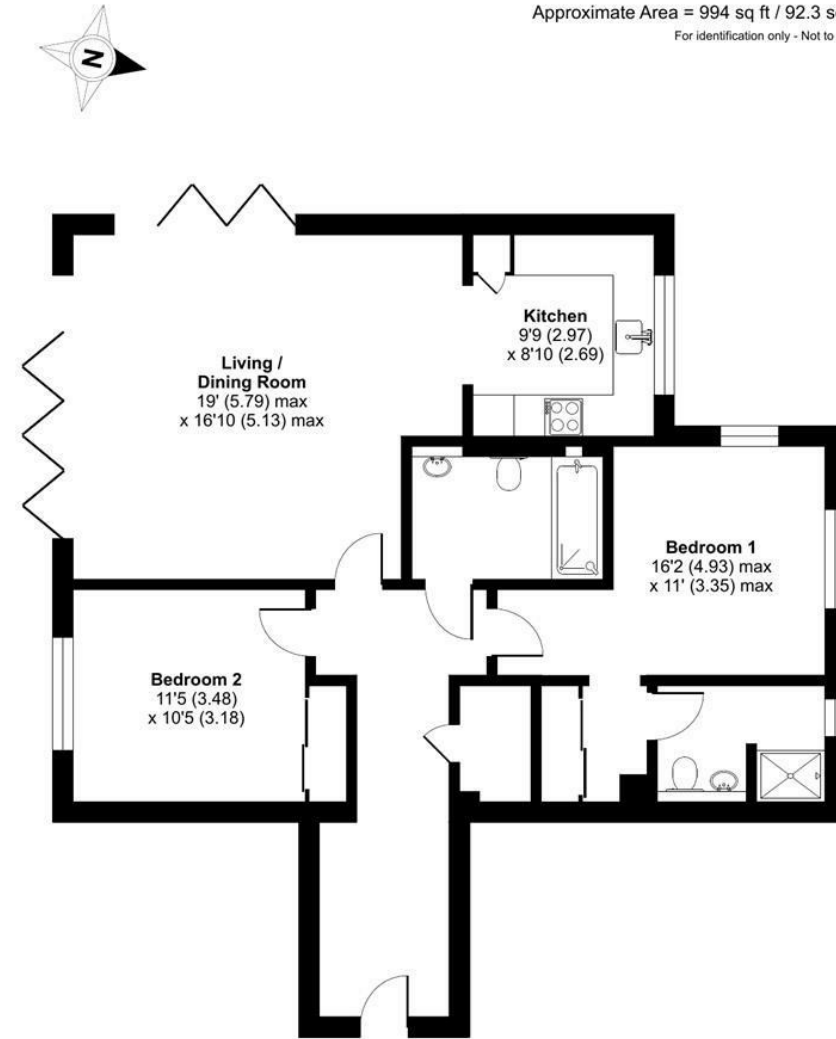 Approximate Area = 994 sq ft / 92.3 s
For identification only - Not to
N
Kitchen
9'9 (2.97)
x 8'10 (2.69)
Living /
Dining Room
19' (5.79) max
x 16'10 (5.13) max
Bedroom 1
16'2 (4.93) max
x 11' (3.35) max
Bedroom 2
11'5 (3.48)
x 10'5 (3.18)